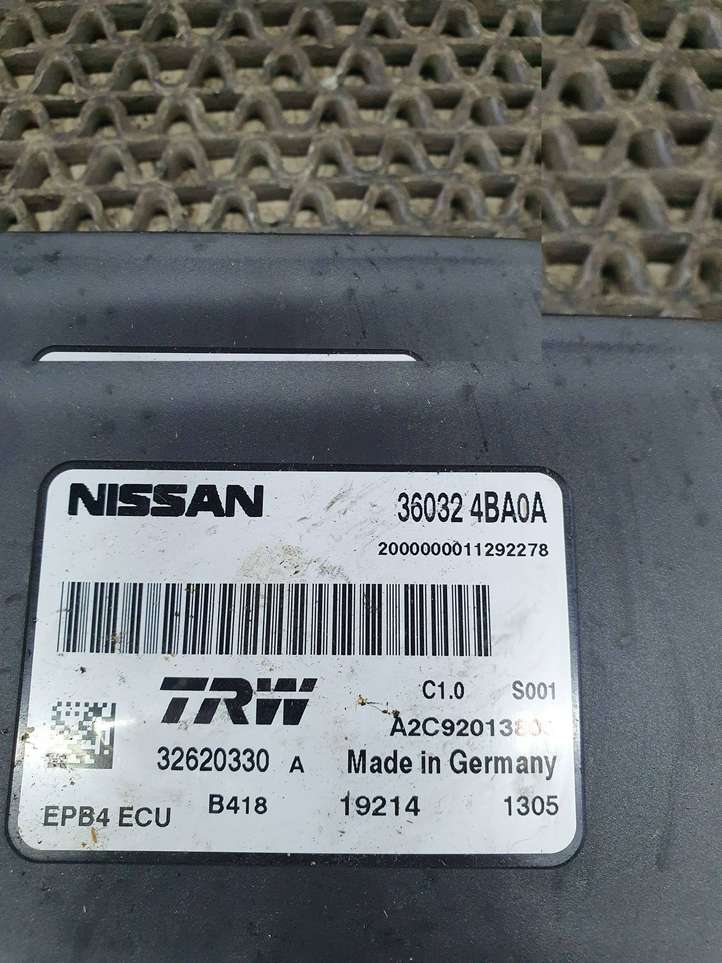 NISSAN 36032 4BA0A
2000000011292278
TRW C1.0 S001
32620330 A Made in Germany
EPB4 ECU B418 19214 1305